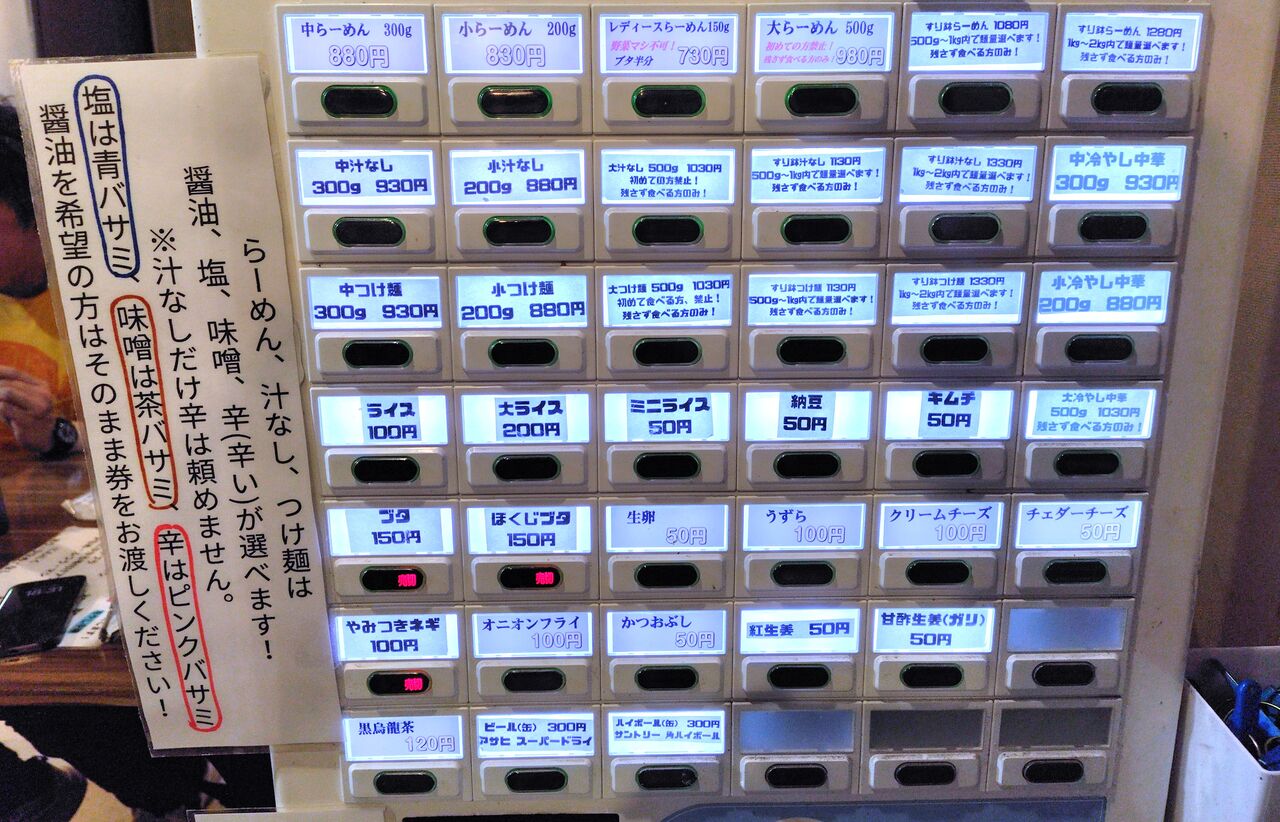 らーめん、汁なし、つけ麺は
醤油、塩、味噌、辛(辛い)が選べます！
※汁なしだけ辛は頼めません。
塩は青バサミ、味噌は茶バサミ、辛はピンクバサミ
醤油を希望の方はそのまま券をお渡しください！
中らーめん 300g
880円
小らーめん 200g
830円
レディースらーめん150g
野菜マシ不可！
ブタ半分 730円
大らーめん 500g
初めての方禁止！
残さず食べる方のみ！ 980円
すり鉢らーめん 1080円
500g～1kg内で麺量選べます！
残さず食べる方のみ！
すり鉢らーめん 1280円
1kg～2kg内で麺量選べます！
残さず食べる方のみ！
中汁なし
300g 930円
小汁なし
200g 880円
大汁なし 500g 1030円
初めての方禁止！
残さず食べる方のみ！
すり鉢汁なし 1130円
500g～1kg内で麺量選べます！
残さず食べる方のみ！
すり鉢汁なし 1330円
1kg～2kg内で麺量選べます！
残さず食べる方のみ！
中冷やし中華
300g 930円
中つけ麺
300g 930円
小つけ麺
200g 880円
大つけ麺 500g 1030円
初めて食べる方、禁止！
残さず食べる方のみ！
すり鉢つけ麺 1130円
500g～1kg内で麺量選べます！
残さず食べる方のみ！
すり鉢つけ麺 1330円
1kg～2kg内で麺量選べます！
残さず食べる方のみ！
小冷やし中華
200g 880円
ライス
100円
大ライス
200円
ミニライス
50円
納豆
50円
キムチ
50円
大冷やし中華
500g 1030円
残さず食べる方のみ！
ブタ
150円
売切
ほぐしブタ
150円
売切
生卵
50円
うずら
100円
クリームチーズ
100円
チェダーチーズ
50円
やみつきネギ
100円
売切
オニオンフライ
100円
かつおぶし
50円
紅生姜 50円
甘酢生姜(ガリ)
50円
黒烏龍茶
120円
ビール(缶) 300円
アサヒ スーパードライ
ハイボール(缶) 300円
サントリー 角ハイボール